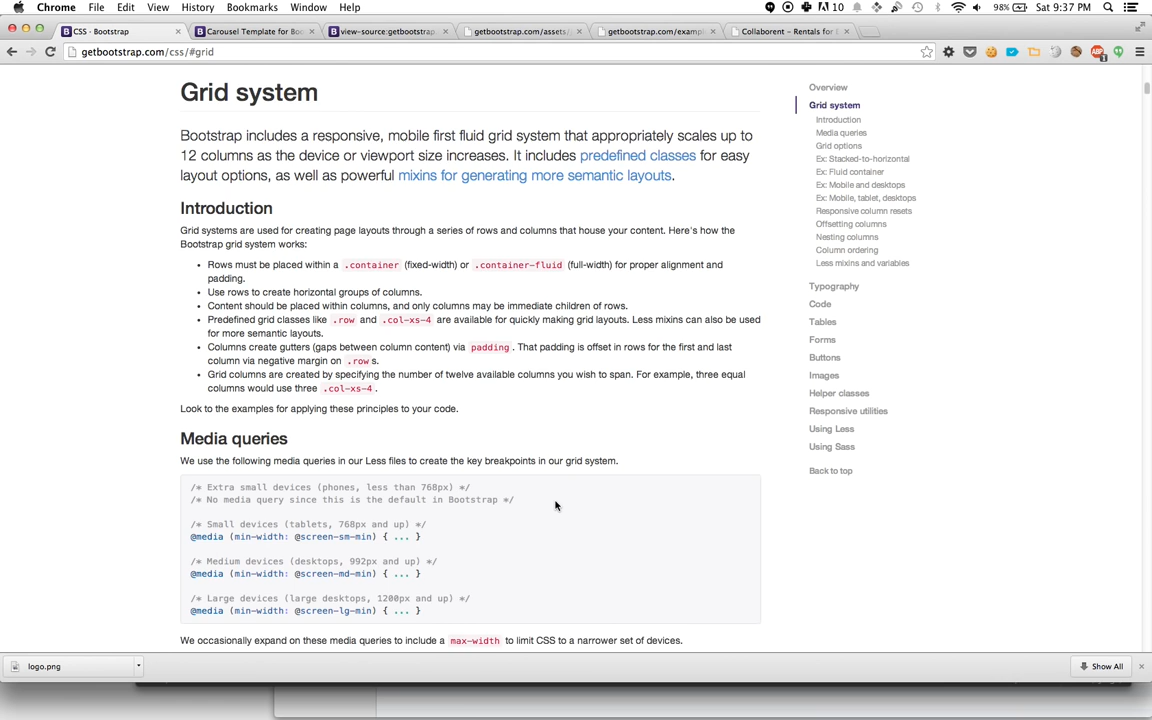 Chrome File Edit View History Bookmarks Window Help 10 98% Sat 9:37 PM
CSS · Bootstrap
Carousel Template for Boo
view-source:getbootstrap
getbootstrap.com/assets/
getbootstrap.com/exampl
Collaborent – Rentals for
getbootstrap.com/css/#grid
Grid system
Bootstrap includes a responsive, mobile first fluid grid system that appropriately scales up to
12 columns as the device or viewport size increases. It includes predefined classes for easy
layout options, as well as powerful mixins for generating more semantic layouts.
Introduction
Grid systems are used for creating page layouts through a series of rows and columns that house your content. Here's how the
Bootstrap grid system works:
• Rows must be placed within a .container (fixed-width) or .container-fluid (full-width) for proper alignment and
padding.
• Use rows to create horizontal groups of columns.
• Content should be placed within columns, and only columns may be immediate children of rows.
• Predefined grid classes like .row and .col-xs-4 are available for quickly making grid layouts. Less mixins can also be used
for more semantic layouts.
• Columns create gutters (gaps between column content) via padding. That padding is offset in rows for the first and last
column via negative margin on .rows.
• Grid columns are created by specifying the number of twelve available columns you wish to span. For example, three equal
columns would use three .col-xs-4.
Look to the examples for applying these principles to your code.
Media queries
We use the following media queries in our Less files to create the key breakpoints in our grid system.
/* Extra small devices (phones, less than 768px) */
/* No media query since this is the default in Bootstrap */
/* Small devices (tablets, 768px and up) */
@media (min-width: @screen-sm-min) { ... }
/* Medium devices (desktops, 992px and up) */
@media (min-width: @screen-md-min) { ... }
/* Large devices (large desktops, 1200px and up) */
@media (min-width: @screen-lg-min) { ... }
We occasionally expand on these media queries to include a max-width to limit CSS to a narrower set of devices.
Overview
Grid system
Introduction
Media queries
Grid options
Ex: Stacked-to-horizontal
Ex: Fluid container
Ex: Mobile and desktops
Ex: Mobile, tablet, desktops
Responsive column resets
Offsetting columns
Nesting columns
Column ordering
Less mixins and variables
Typography
Code
Tables
Forms
Buttons
Images
Helper classes
Responsive utilities
Using Less
Using Sass
Back to top
logo.png
Show All